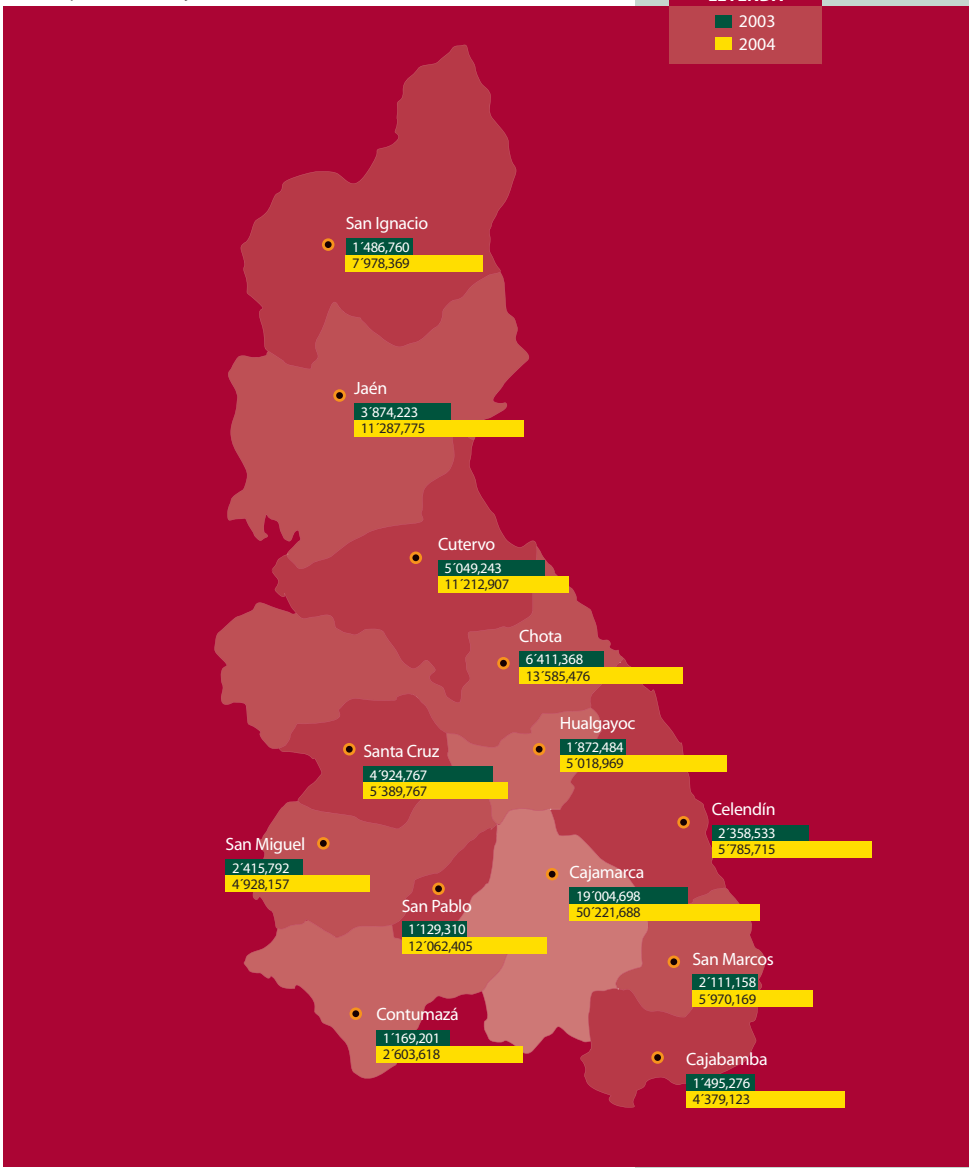 2003
2004
San Ignacio
1´486,760
7´978,369
Jaén
3´874,223
11´287,775
Cutervo
5´049,243
11´212,907
Chota
6´411,368
13´585,476
Hualgayoc
1´872,484
5´018,969
Santa Cruz
4´924,767
5´389,767
Celendín
2´358,533
5´785,715
San Miguel
2´415,792
4´928,157
Cajamarca
19´004,698
50´221,688
San Pablo
1´129,310
12´062,405
San Marcos
2´111,158
5´970,169
Contumazá
1´169,201
2´603,618
Cajabamba
1´495,276
4´379,123